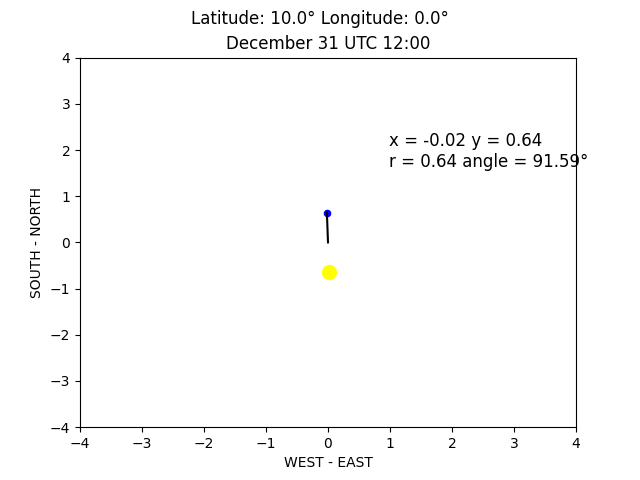 Latitude: 10.0° Longitude: 0.0°
December 31 UTC 12:00
4
3
2
1
0
−1
−2
−3
−4
x = -0.02 y = 0.64
r = 0.64 angle = 91.59°
SOUTH - NORTH
−4 −3 −2 −1 0 1 2 3 4
WEST - EAST